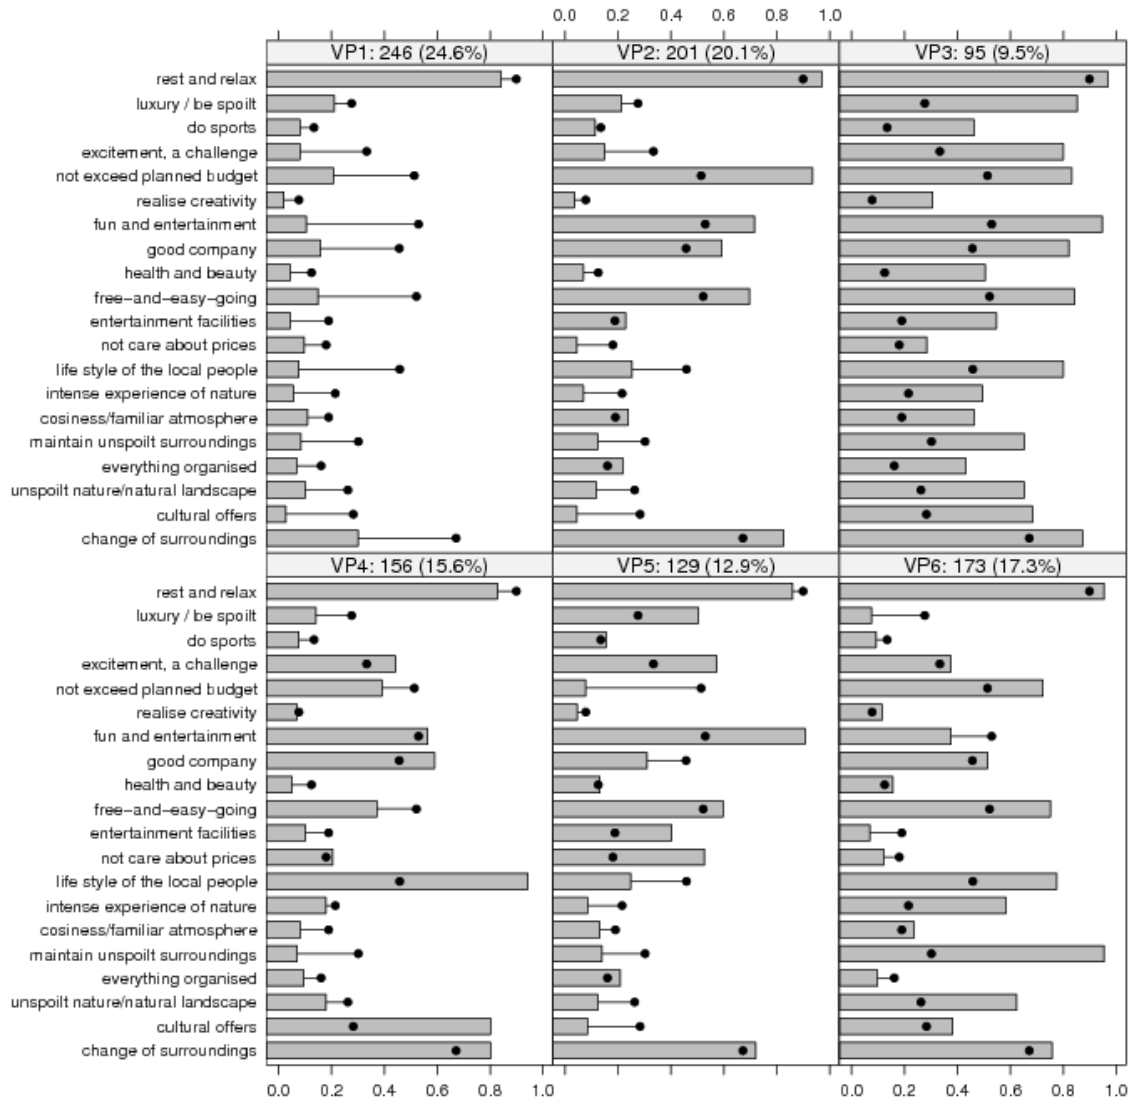 0.0 0.2 0.4 0.6 0.8 1.0
VP1: 246 (24.6%) VP2: 201 (20.1%) VP3: 95 (9.5%)
rest and relax
luxury / be spoilt
do sports
excitement, a challenge
not exceed planned budget
realise creativity
fun and entertainment
good company
health and beauty
free−and−easy−going
entertainment facilities
not care about prices
life style of the local people
intense experience of nature
cosiness/familiar atmosphere
maintain unspoilt surroundings
everything organised
unspoilt nature/natural landscape
cultural offers
change of surroundings
VP4: 156 (15.6%) VP5: 129 (12.9%) VP6: 173 (17.3%)
rest and relax
luxury / be spoilt
do sports
excitement, a challenge
not exceed planned budget
realise creativity
fun and entertainment
good company
health and beauty
free−and−easy−going
entertainment facilities
not care about prices
life style of the local people
intense experience of nature
cosiness/familiar atmosphere
maintain unspoilt surroundings
everything organised
unspoilt nature/natural landscape
cultural offers
change of surroundings
0.0 0.2 0.4 0.6 0.8 1.0 0.0 0.2 0.4 0.6 0.8 1.0